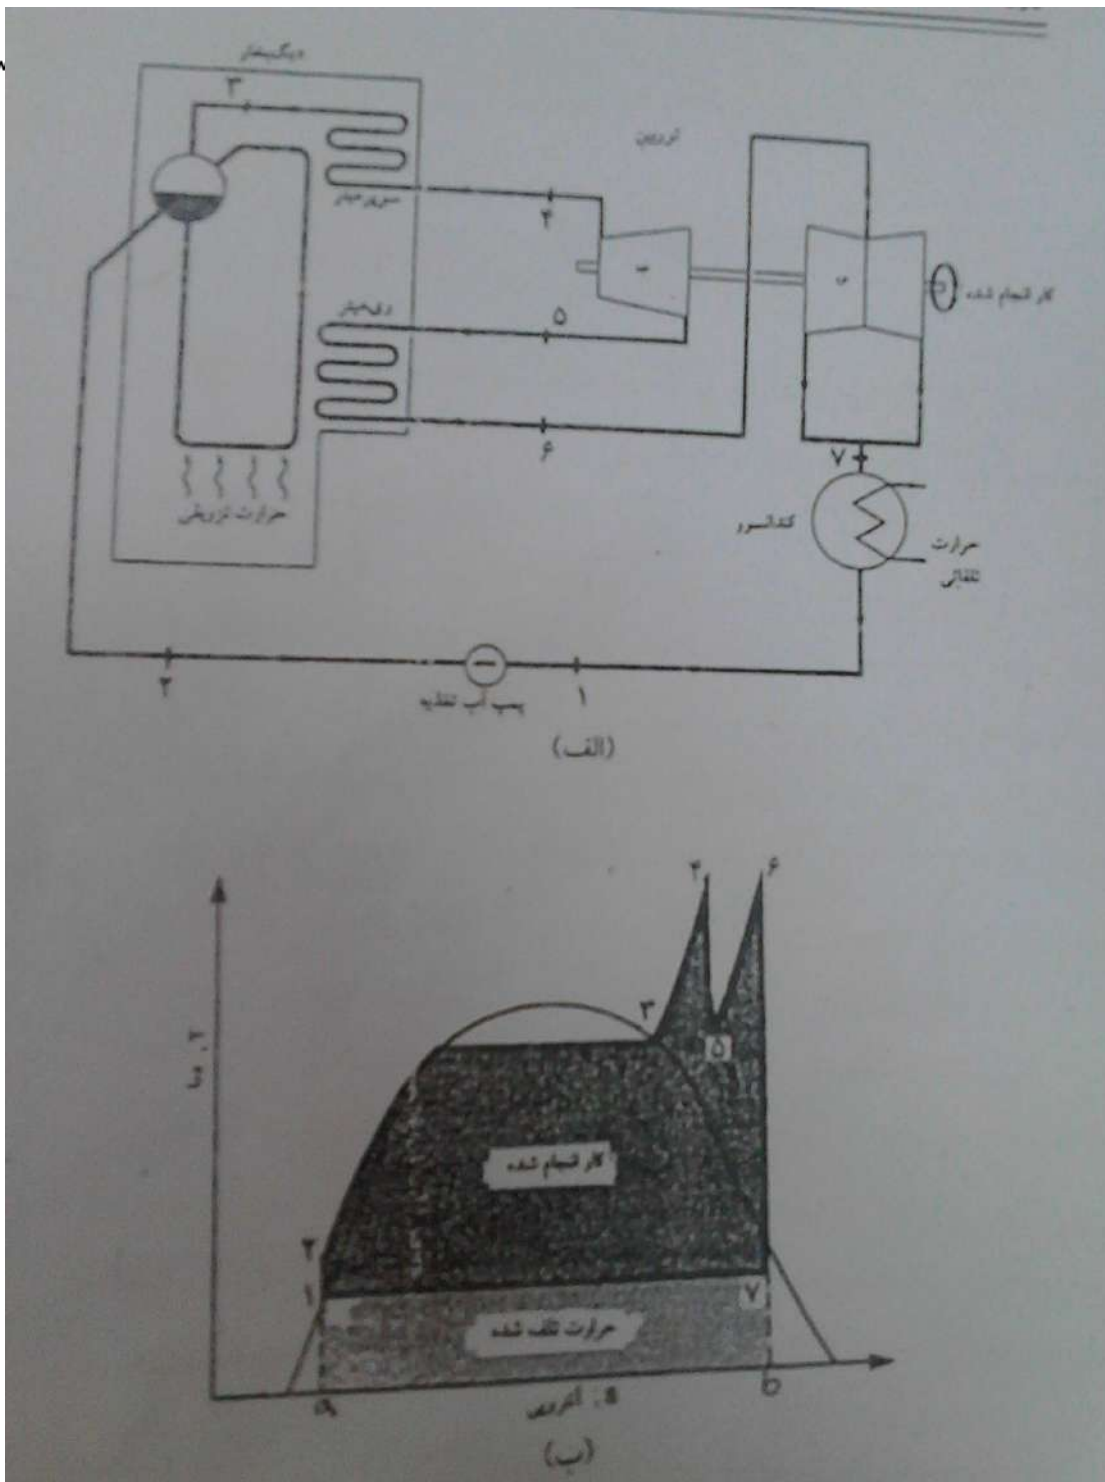 دیگ بخار
۳
توربین
سوپرهیتر
۴
کار انجام شده
ری‌هیتر
۵
۶
۷
حرارت تزریقی
کندانسور
حرارت
تلفاتی
۲
پمپ آب تغذیه
۱
(الف)
۴
۶
۳
۵
T, دما
کار انجام شده
۲
۱
۷
حرارت تلف شده
a
b
s, آنتروپی
(ب)